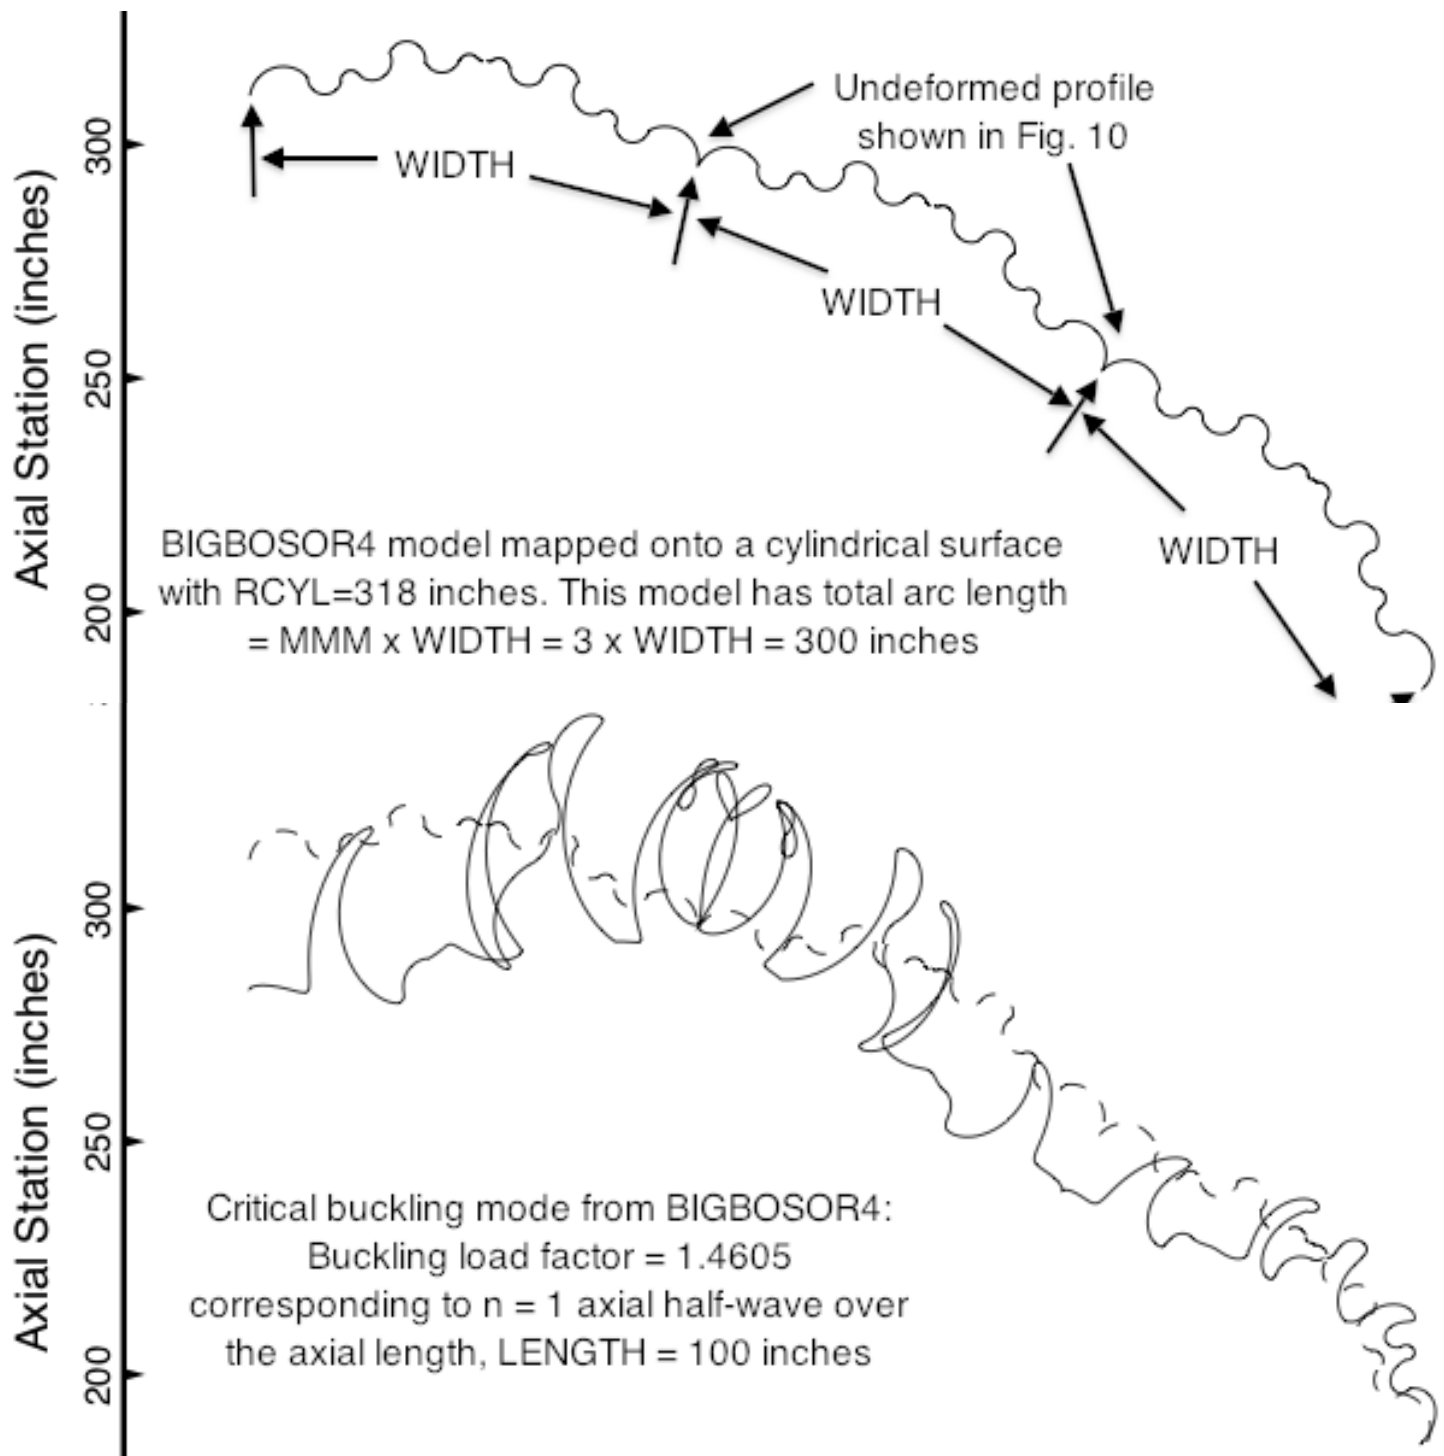 Undeformed profile
shown in Fig. 10
WIDTH
WIDTH
WIDTH
Axial Station (inches)
300
250
200
BIGBOSOR4 model mapped onto a cylindrical surface
with RCYL=318 inches. This model has total arc length
= MMM x WIDTH = 3 x WIDTH = 300 inches
Axial Station (inches)
300
250
200
Critical buckling mode from BIGBOSOR4:
Buckling load factor = 1.4605
corresponding to n = 1 axial half-wave over
the axial length, LENGTH = 100 inches